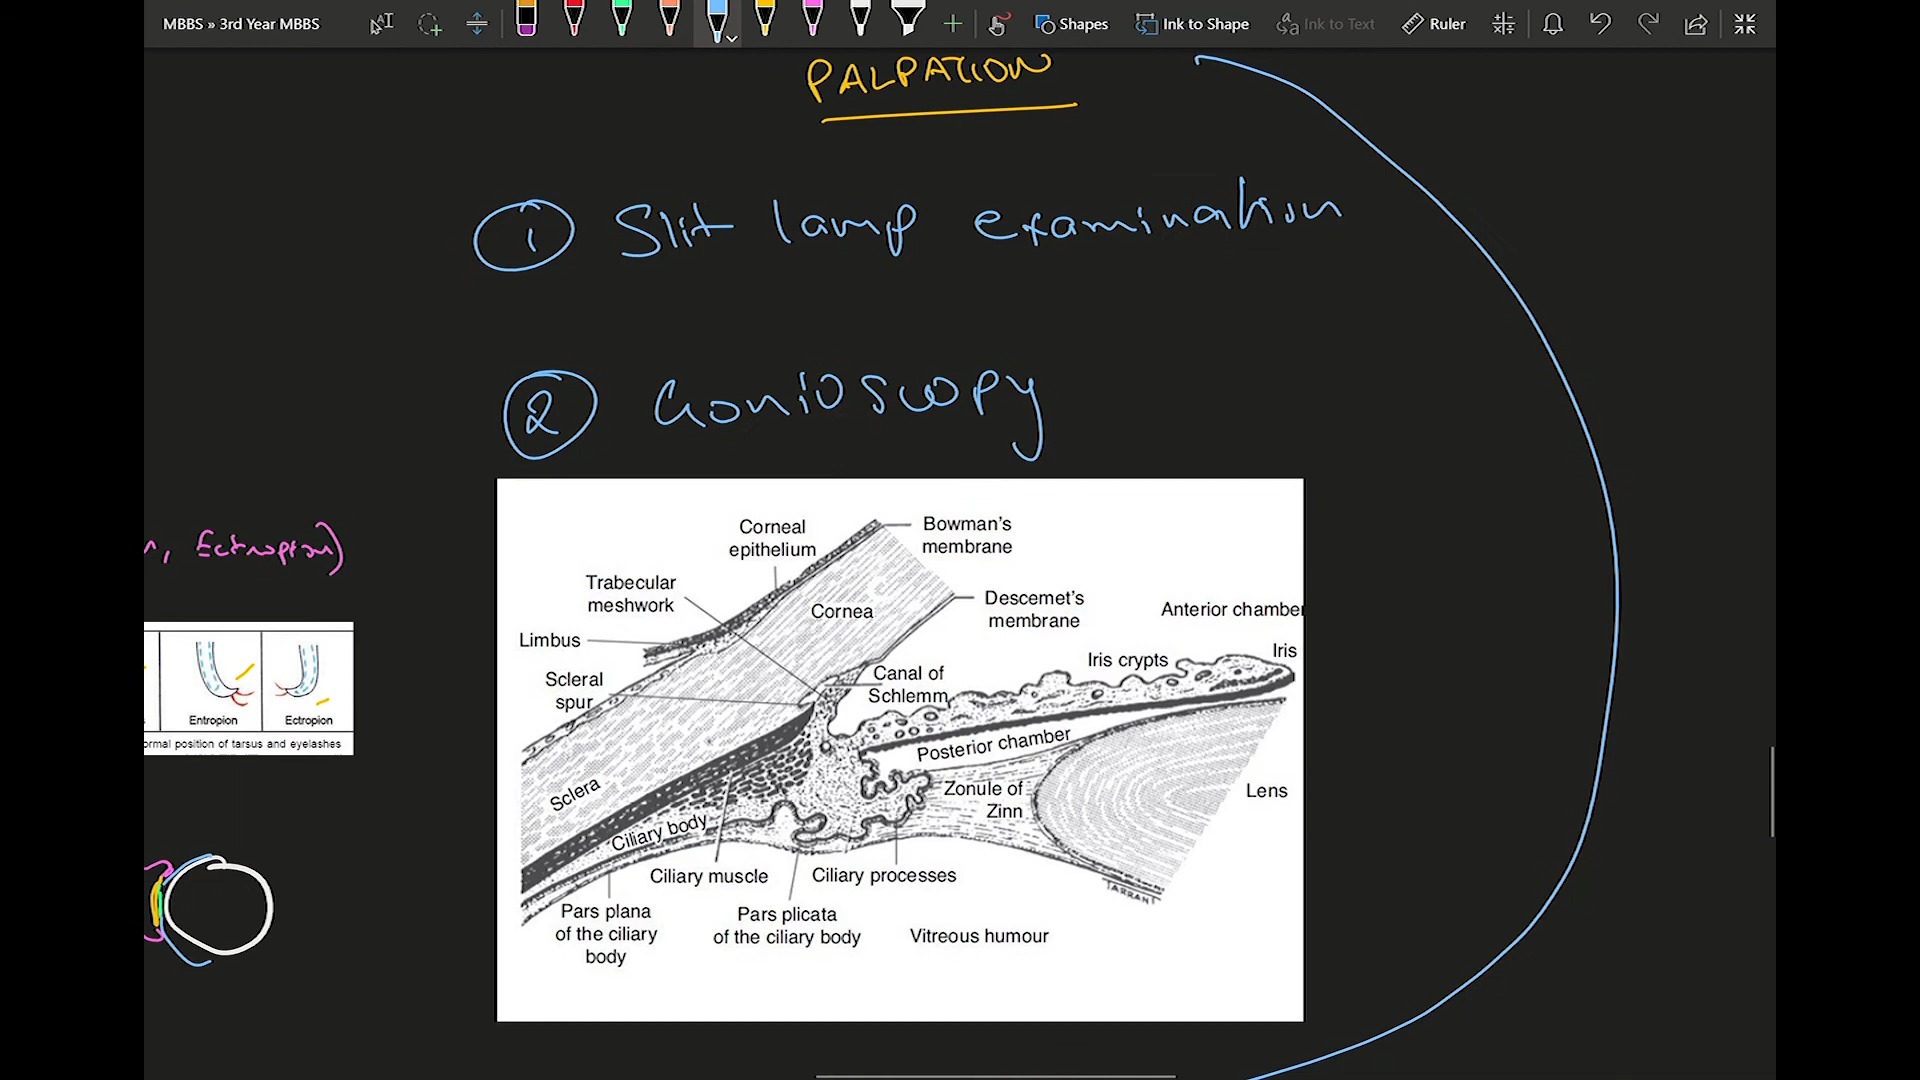 MBBS » 3rd Year MBBS
Shapes
Ink to Shape
Ink to Text
Ruler
PALPATION
1 Slit lamp examination
2 Gonioscopy
Ectropion)
Entropion
Ectropion
ormal position of tarsus and eyelashes
Corneal
epithelium
Bowman's
membrane
Trabecular
meshwork
Cornea
Descemet's
membrane
Anterior chamber
Limbus
Iris crypts
Iris
Scleral
spur
Canal of
Schlemm
Posterior chamber
Sclera
Zonule of
Zinn
Lens
Ciliary body
Ciliary muscle
Ciliary processes
TARRANT
Pars plana
of the ciliary
body
Pars plicata
of the ciliary body
Vitreous humour